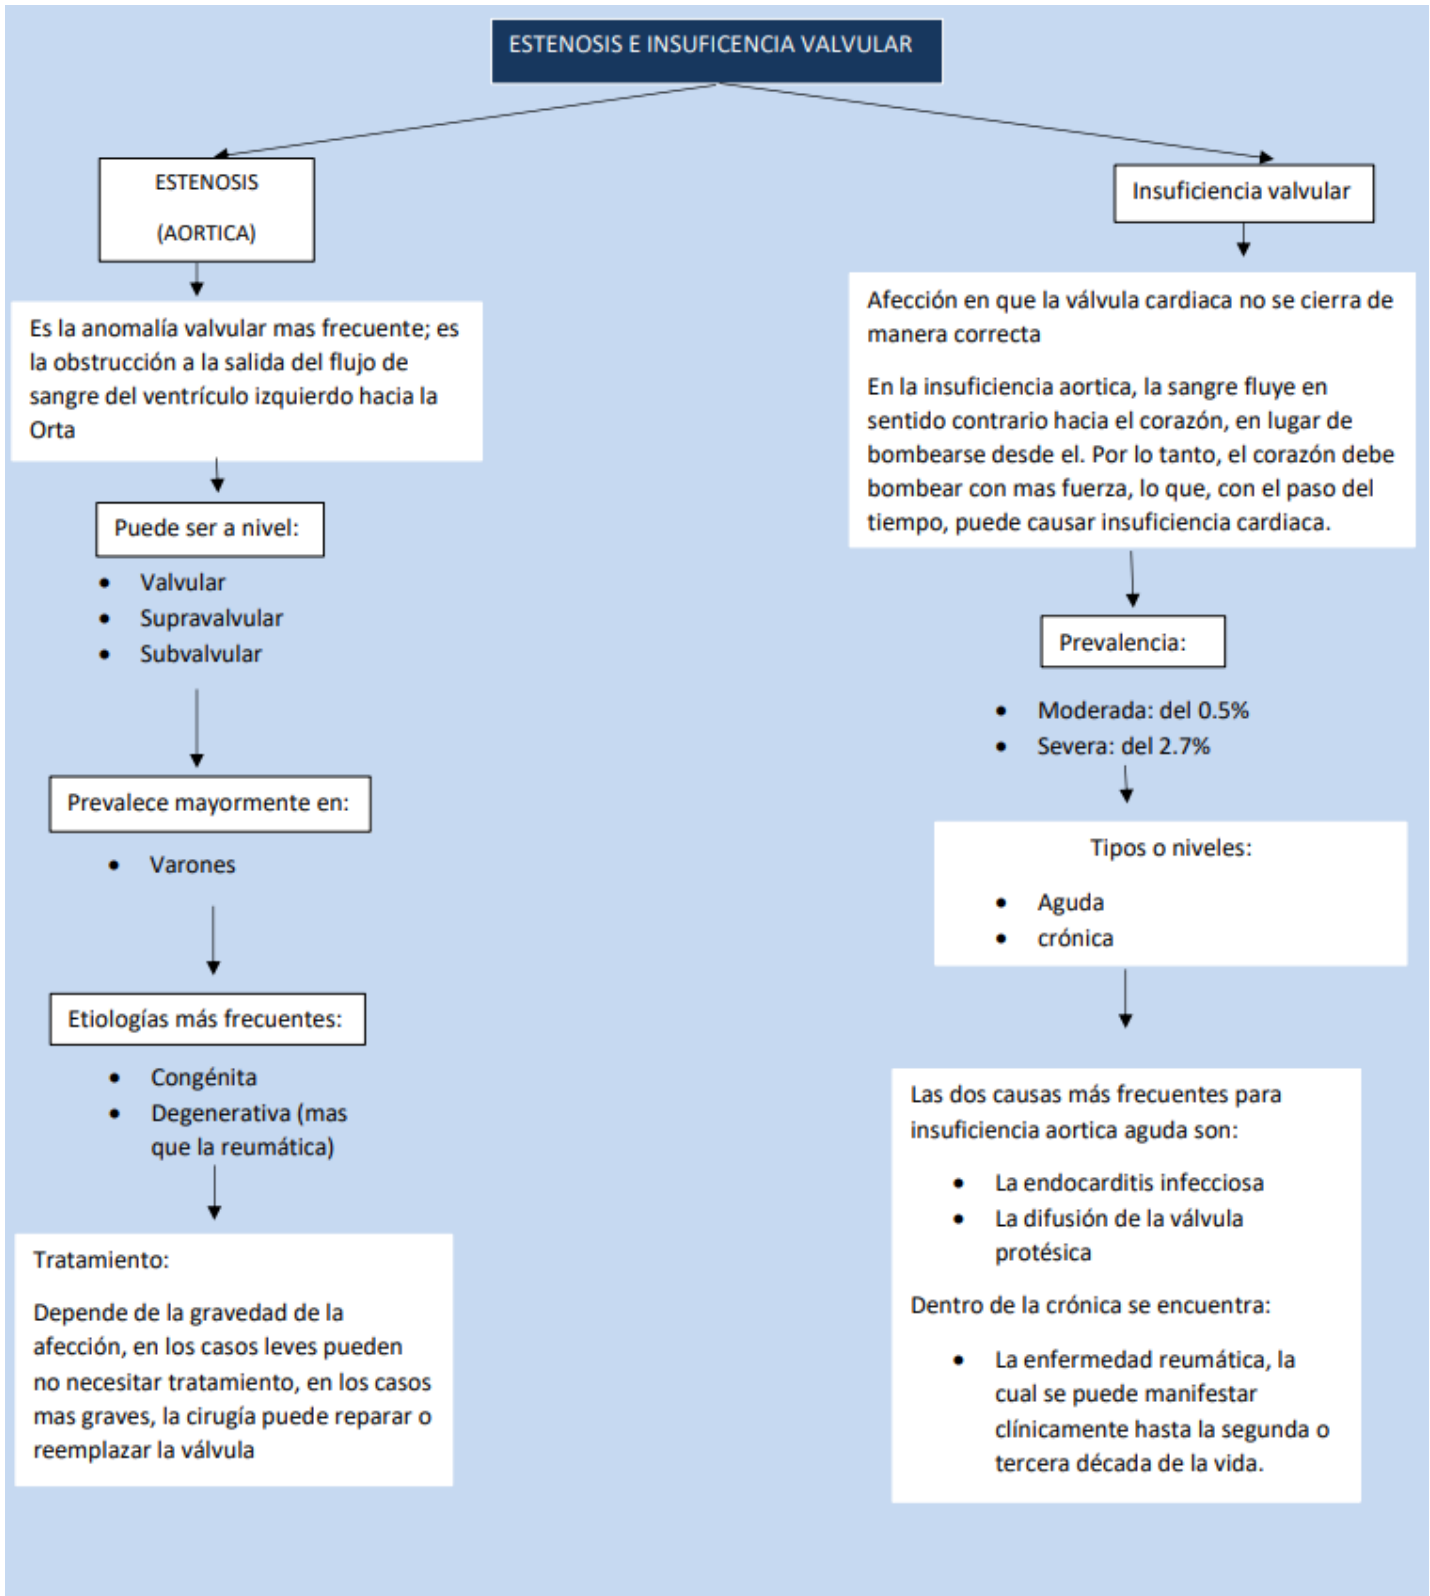 ESTENOSIS E INSUFICENCIA VALVULAR
ESTENOSIS
(AORTICA)
Es la anomalía valvular mas frecuente; es
la obstrucción a la salida del flujo de
sangre del ventrículo izquierdo hacia la
Orta
Puede ser a nivel:
• Valvular
• Supravalvular
• Subvalvular
Prevalece mayormente en:
• Varones
Etiologías más frecuentes:
• Congénita
• Degenerativa (mas
que la reumática)
Tratamiento:
Depende de la gravedad de la
afección, en los casos leves pueden
no necesitar tratamiento, en los casos
mas graves, la cirugía puede reparar o
reemplazar la válvula
Insuficiencia valvular
Afección en que la válvula cardiaca no se cierra de
manera correcta
En la insuficiencia aortica, la sangre fluye en
sentido contrario hacia el corazón, en lugar de
bombearse desde el. Por lo tanto, el corazón debe
bombear con mas fuerza, lo que, con el paso del
tiempo, puede causar insuficiencia cardiaca.
Prevalencia:
• Moderada: del 0.5%
• Severa: del 2.7%
Tipos o niveles:
• Aguda
• crónica
Las dos causas más frecuentes para
insuficiencia aortica aguda son:
• La endocarditis infecciosa
• La difusión de la válvula
protésica
Dentro de la crónica se encuentra:
• La enfermedad reumática, la
cual se puede manifestar
clínicamente hasta la segunda o
tercera década de la vida.